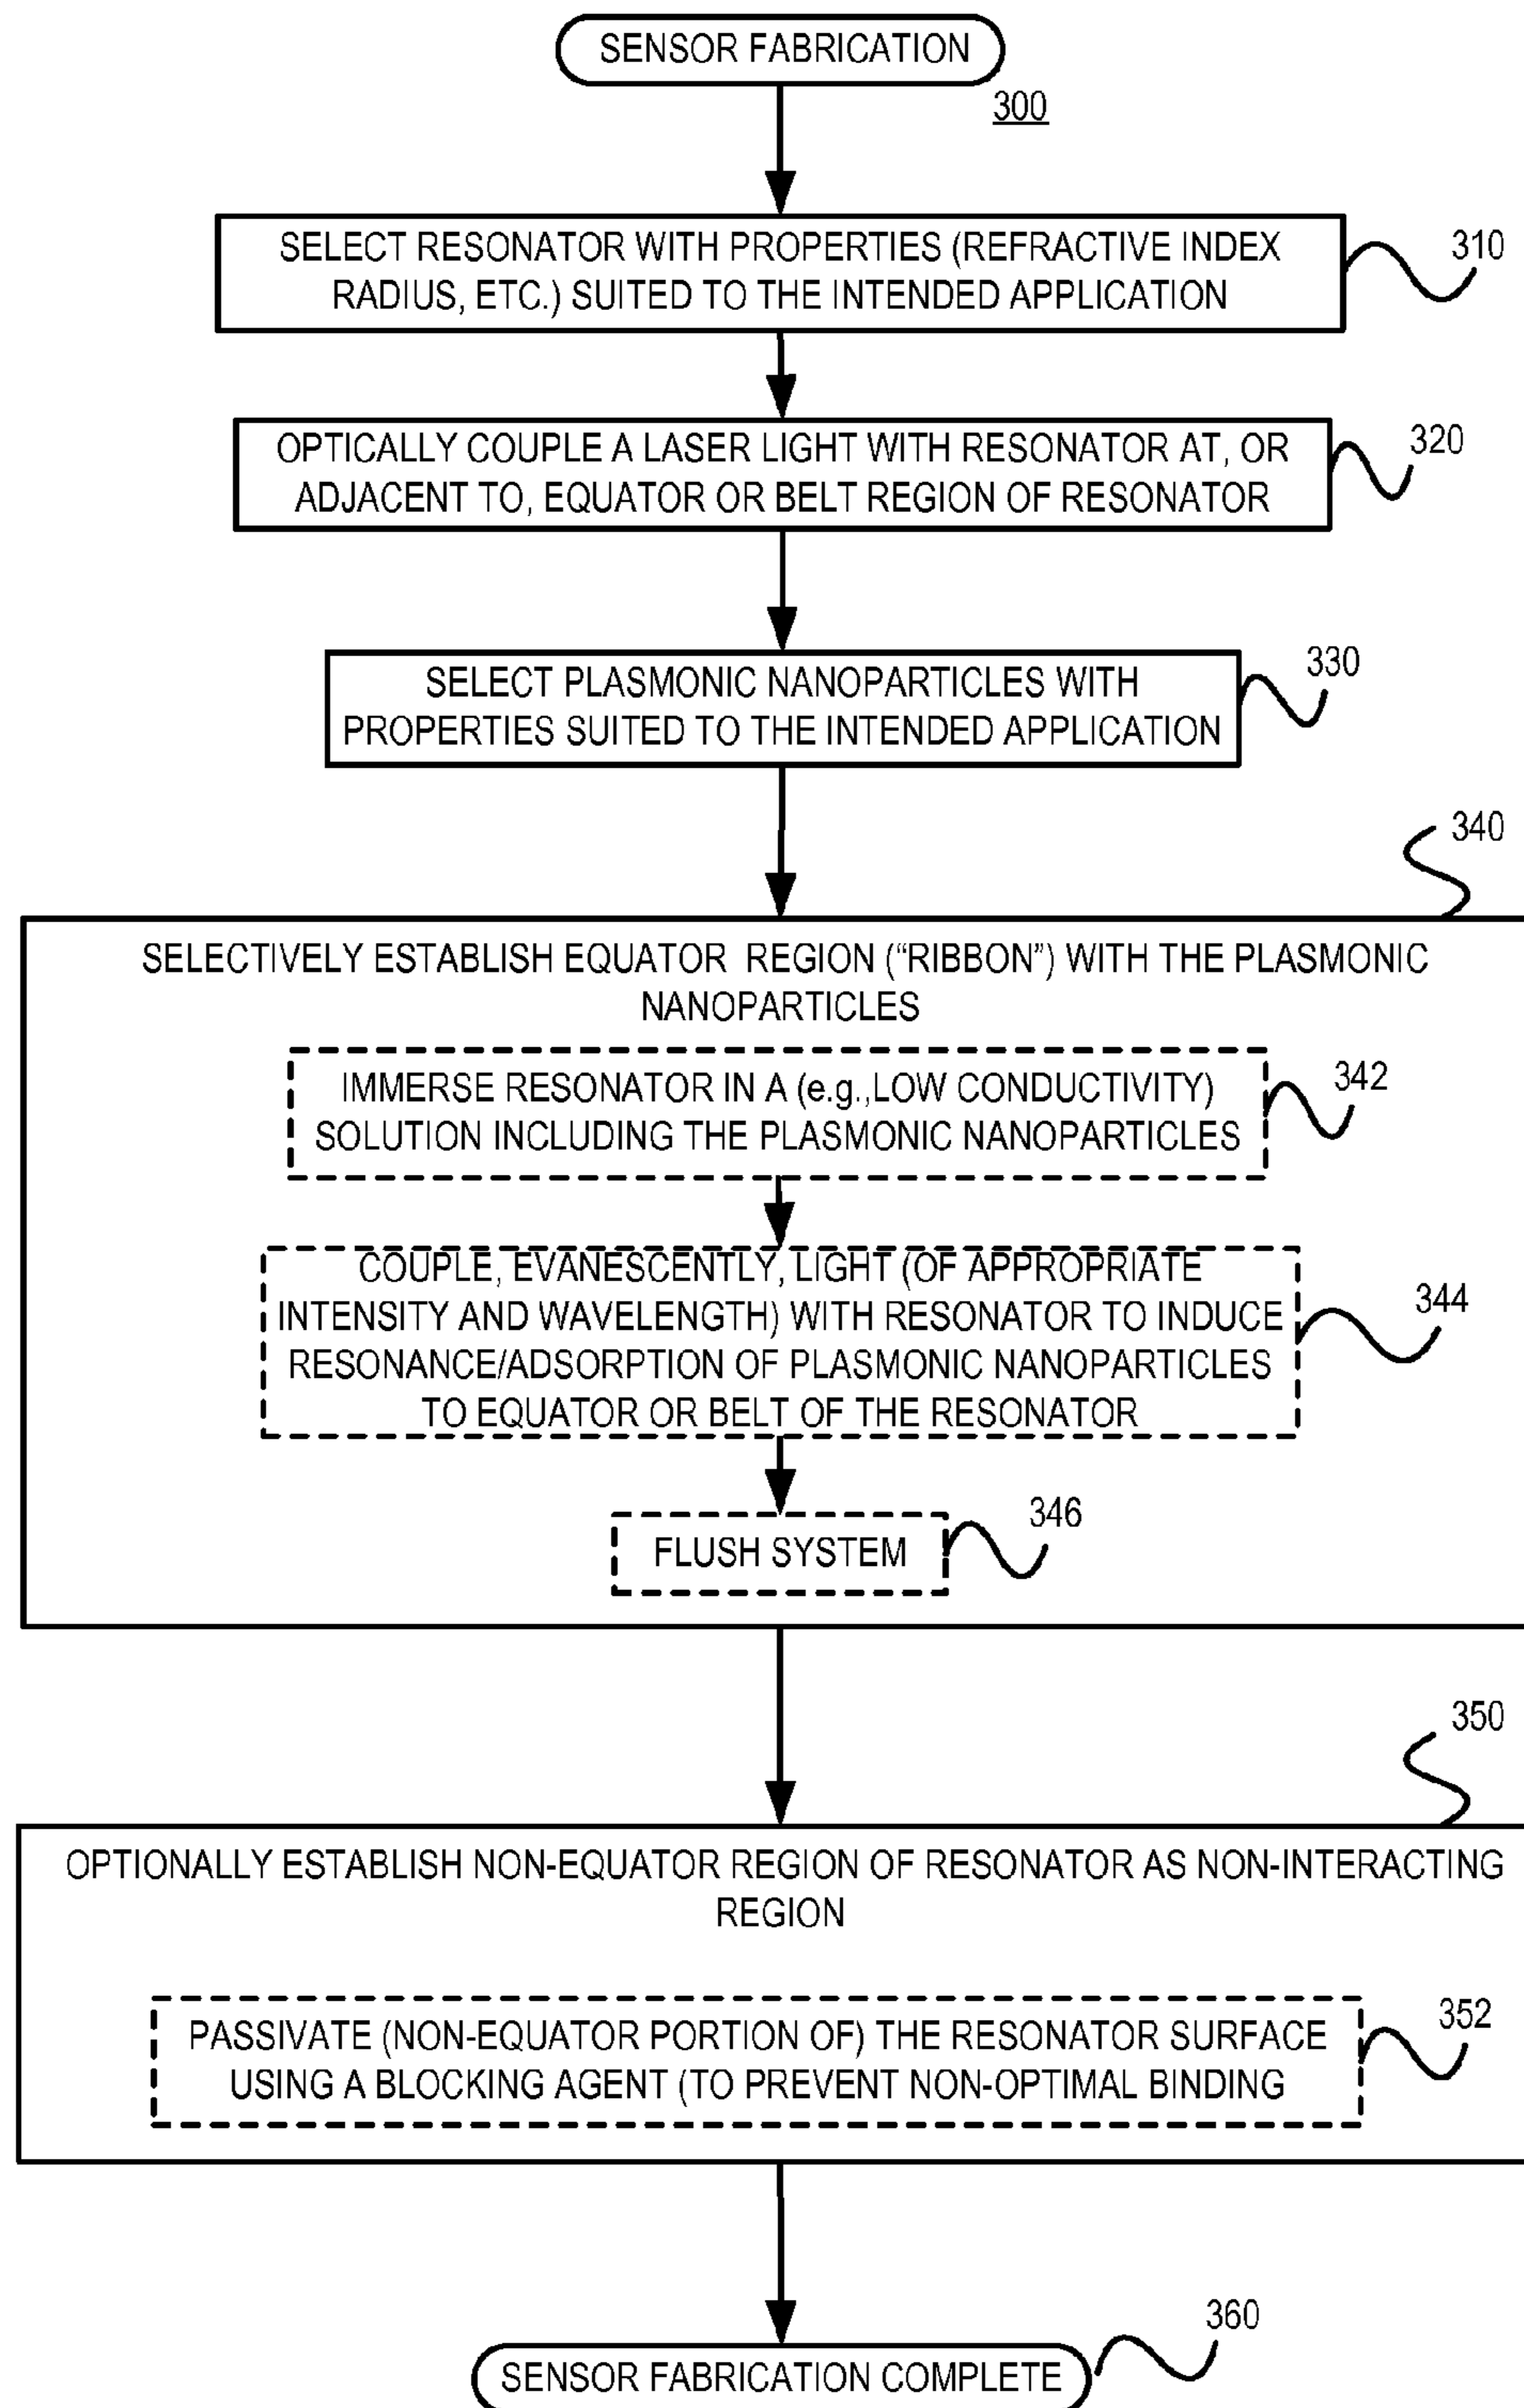 SENSOR FABRICATION
300
SELECT RESONATOR WITH PROPERTIES (REFRACTIVE INDEX
RADIUS, ETC.) SUITED TO THE INTENDED APPLICATION
310
OPTICALLY COUPLE A LASER LIGHT WITH RESONATOR AT, OR
ADJACENT TO, EQUATOR OR BELT REGION OF RESONATOR
320
SELECT PLASMONIC NANOPARTICLES WITH
PROPERTIES SUITED TO THE INTENDED APPLICATION
330
340
SELECTIVELY ESTABLISH EQUATOR REGION (“RIBBON”) WITH THE PLASMONIC
NANOPARTICLES
IMMERSE RESONATOR IN A (e.g.,LOW CONDUCTIVITY)
SOLUTION INCLUDING THE PLASMONIC NANOPARTICLES
342
COUPLE, EVANESCENTLY, LIGHT (OF APPROPRIATE
INTENSITY AND WAVELENGTH) WITH RESONATOR TO INDUCE
RESONANCE/ADSORPTION OF PLASMONIC NANOPARTICLES
TO EQUATOR OR BELT OF THE RESONATOR
344
FLUSH SYSTEM
346
350
OPTIONALLY ESTABLISH NON-EQUATOR REGION OF RESONATOR AS NON-INTERACTING
REGION
PASSIVATE (NON-EQUATOR PORTION OF) THE RESONATOR SURFACE
USING A BLOCKING AGENT (TO PREVENT NON-OPTIMAL BINDING
352
SENSOR FABRICATION COMPLETE
360